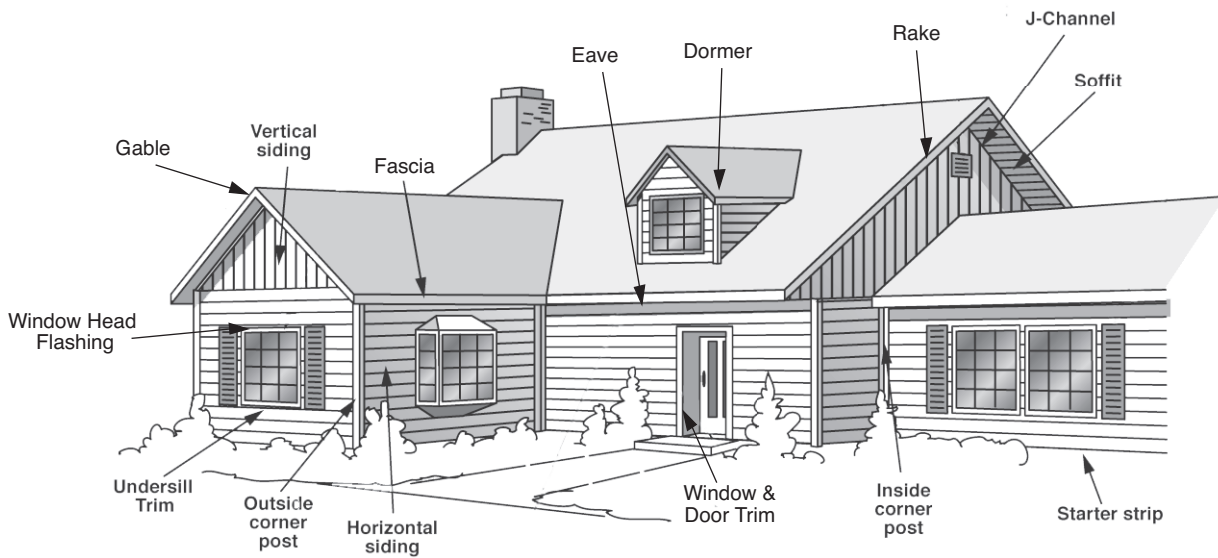 J-Channel
Rake
Eave
Dormer
Soffit
Vertical
siding
Gable
Fascia
Window Head
Flashing
Undersill
Trim
Outside
corner
post
Horizontal
siding
Window &
Door Trim
Inside
corner
post
Starter strip